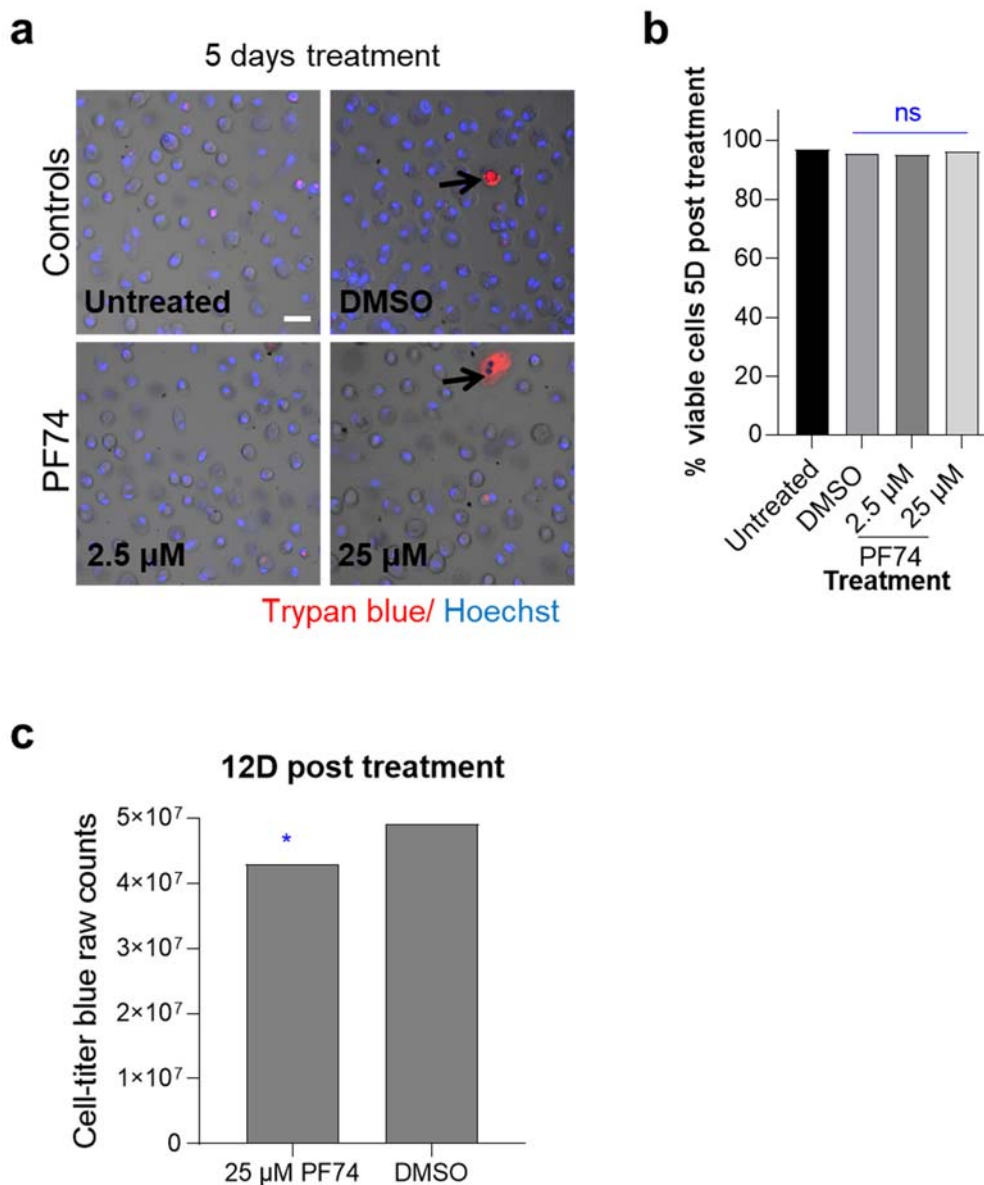 a
5 days treatment
Controls
Untreated
DMSO
PF74
2.5 µM
25 µM
Trypan blue/ Hoechst
b
% viable cells 5D post treatment
ns
100
80
60
40
20
0
Untreated
DMSO
2.5 µM
25 µM
PF74
Treatment
c
12D post treatment
Cell-titer blue raw counts
*
5×10⁷
4×10⁷
3×10⁷
2×10⁷
1×10⁷
0
25 µM PF74
DMSO